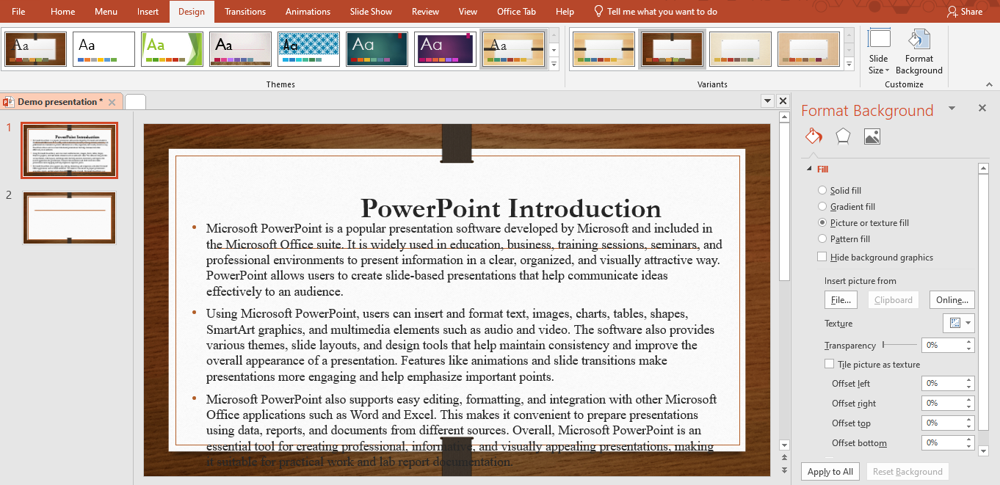 File Home Menu Insert Design Transitions Animations Slide Show Review View Office Tab Help Tell me what you want to do Share
Aa Aa Aa Aa Aa Aa Aa Aa
Slide Size
Format Background
Themes Variants Customize
Demo presentation *
Format Background
1
2
PowerPoint Introduction
• Microsoft PowerPoint is a popular presentation software developed by Microsoft and included in
the Microsoft Office suite. It is widely used in education, business, training sessions, seminars, and
professional environments to present information in a clear, organized, and visually attractive way.
PowerPoint allows users to create slide-based presentations that help communicate ideas
effectively to an audience.
• Using Microsoft PowerPoint, users can insert and format text, images, charts, tables, shapes,
SmartArt graphics, and multimedia elements such as audio and video. The software also provides
various themes, slide layouts, and design tools that help maintain consistency and improve the
overall appearance of a presentation. Features like animations and slide transitions make
presentations more engaging and help emphasize important points.
• Microsoft PowerPoint also supports easy editing, formatting, and integration with other Microsoft
Office applications such as Word and Excel. This makes it convenient to prepare presentations
using data, reports, and documents from different sources. Overall, Microsoft PowerPoint is an
essential tool for creating professional, informative, and visually appealing presentations, making
it suitable for practical work and lab report documentation.
Fill
Solid fill
Gradient fill
Picture or texture fill
Pattern fill
Hide background graphics
Insert picture from
File... Clipboard Online...
Texture
Transparency 0%
Tile picture as texture
Offset left 0%
Offset right 0%
Offset top 0%
Offset bottom 0%
Apply to All Reset Background